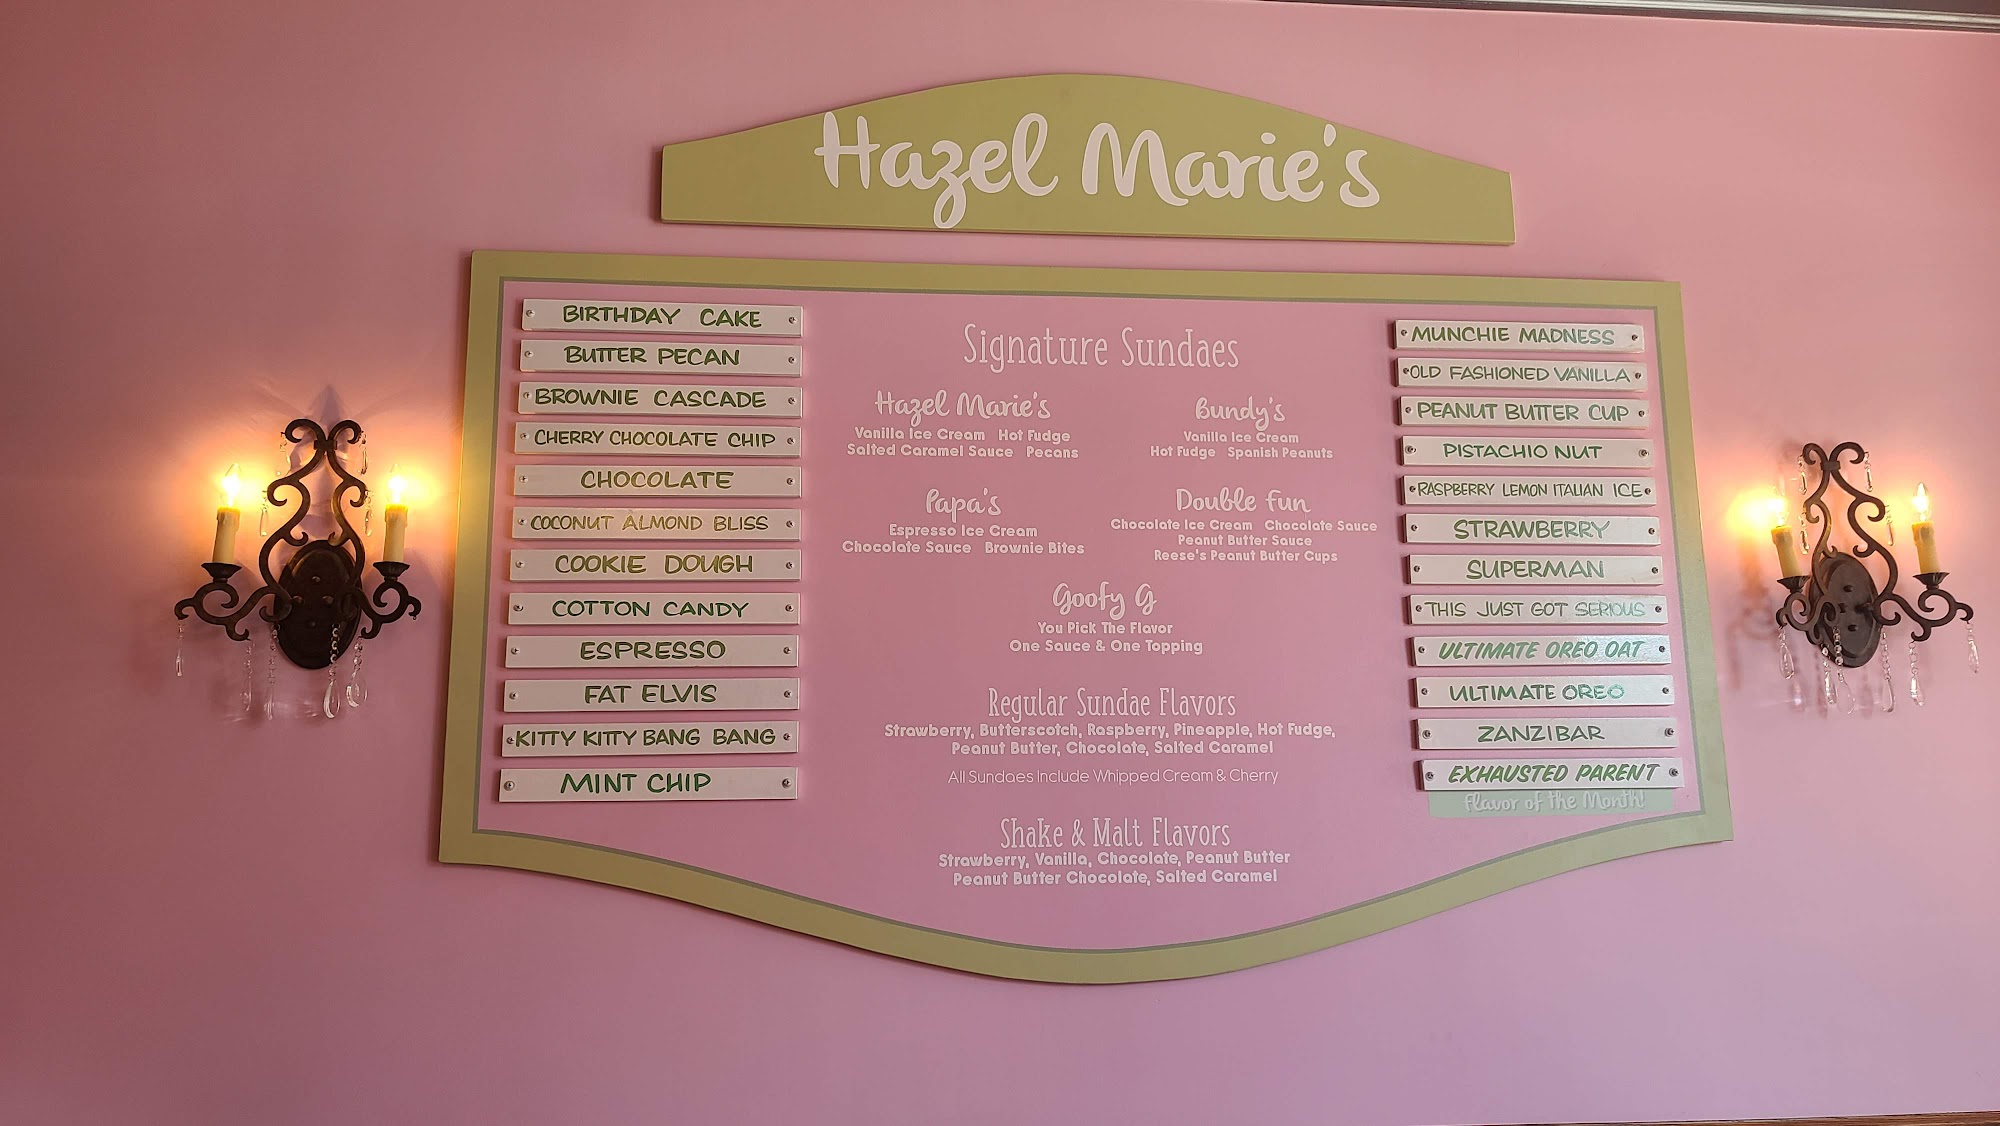 Hazel Marie's
BIRTHDAY CAKE
BUTTER PECAN
BROWNIE CASCADE
CHERRY CHOCOLATE CHIP
CHOCOLATE
COCONUT ALMOND BLISS
COOKIE DOUGH
COTTON CANDY
ESPRESSO
FAT ELVIS
KITTY KITTY BANG BANG
MINT CHIP
Signature Sundaes
Hazel Marie's
Vanilla Ice Cream Hot Fudge
Salted Caramel Sauce Pecans
Bundy's
Vanilla Ice Cream
Hot Fudge Spanish Peanuts
Papa's
Espresso Ice Cream
Chocolate Sauce Brownie Bites
Double Fun
Chocolate Ice Cream Chocolate Sauce
Peanut Butter Sauce
Reese's Peanut Butter Cups
Goofy G
You Pick The Flavor
One Sauce & One Topping
Regular Sundae Flavors
Strawberry, Butterscotch, Raspberry, Pineapple, Hot Fudge,
Peanut Butter, Chocolate, Salted Caramel
All Sundaes Include Whipped Cream & Cherry
Shake & Malt Flavors
Strawberry, Vanilla, Chocolate, Peanut Butter
Peanut Butter Chocolate, Salted Caramel
MUNCHIE MADNESS
OLD FASHIONED VANILLA
PEANUT BUTTER CUP
PISTACHIO NUT
RASPBERRY LEMON ITALIAN ICE
STRAWBERRY
SUPERMAN
THIS JUST GOT SERIOUS
ULTIMATE OREO OAT
ULTIMATE OREO
ZANZIBAR
EXHAUSTED PARENT
Flavor of the Month!